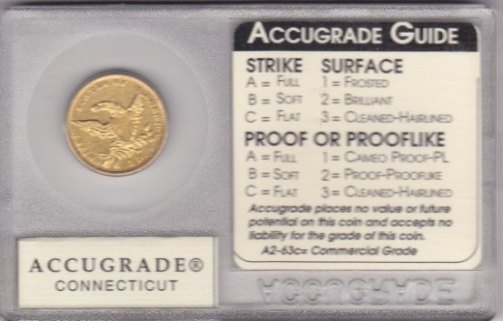 ACCUGRADE GUIDE
STRIKE SURFACE
A = FULL 1 = FROSTED
B = SOFT 2 = BRILLIANT
C = FLAT 3 = CLEANED-HAIRLINED
PROOF OR PROOFLIKE
A = FULL 1 = CAMEO PROOF-PL
B = SOFT 2 = PROOF-PROOFLIKE
C = FLAT 3 = CLEANED-HAIRLINED
Accugrade places no value or future
potential on this coin and accepts no
liability for the grade of this coin.
A2-63c= Commercial Grade
ACCUGRADE®
CONNECTICUT
ACCUGRADE